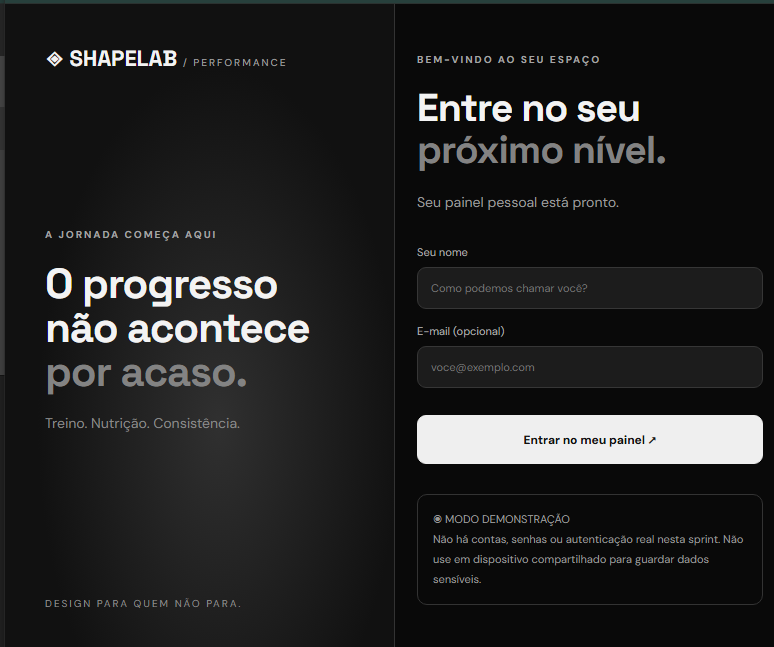 ◈ SHAPELAB / PERFORMANCE
A JORNADA COMEÇA AQUI
O progresso
não acontece
por acaso.
Treino. Nutrição. Consistência.
DESIGN PARA QUEM NÃO PARA.
BEM-VINDO AO SEU ESPAÇO
Entre no seu
próximo nível.
Seu painel pessoal está pronto.
Seu nome
Como podemos chamar você?
E-mail (opcional)
voce@exemplo.com
Entrar no meu painel ↗
◉ MODO DEMONSTRAÇÃO
Não há contas, senhas ou autenticação real nesta sprint. Não
use em dispositivo compartilhado para guardar dados
sensíveis.